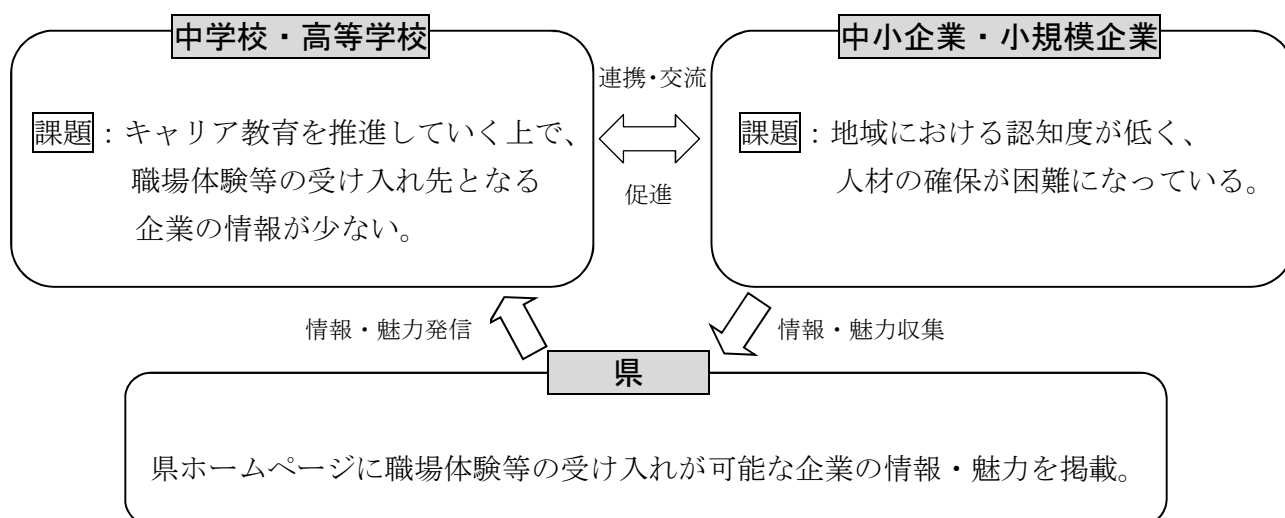 中学校・高等学校
課題：キャリア教育を推進していく上で、
職場体験等の受け入れ先となる
企業の情報が少ない。
連携・交流
促進
中小企業・小規模企業
課題：地域における認知度が低く、
人材の確保が困難になっている。
情報・魅力発信
情報・魅力収集
県
県ホームページに職場体験等の受け入れが可能な企業の情報・魅力を掲載。